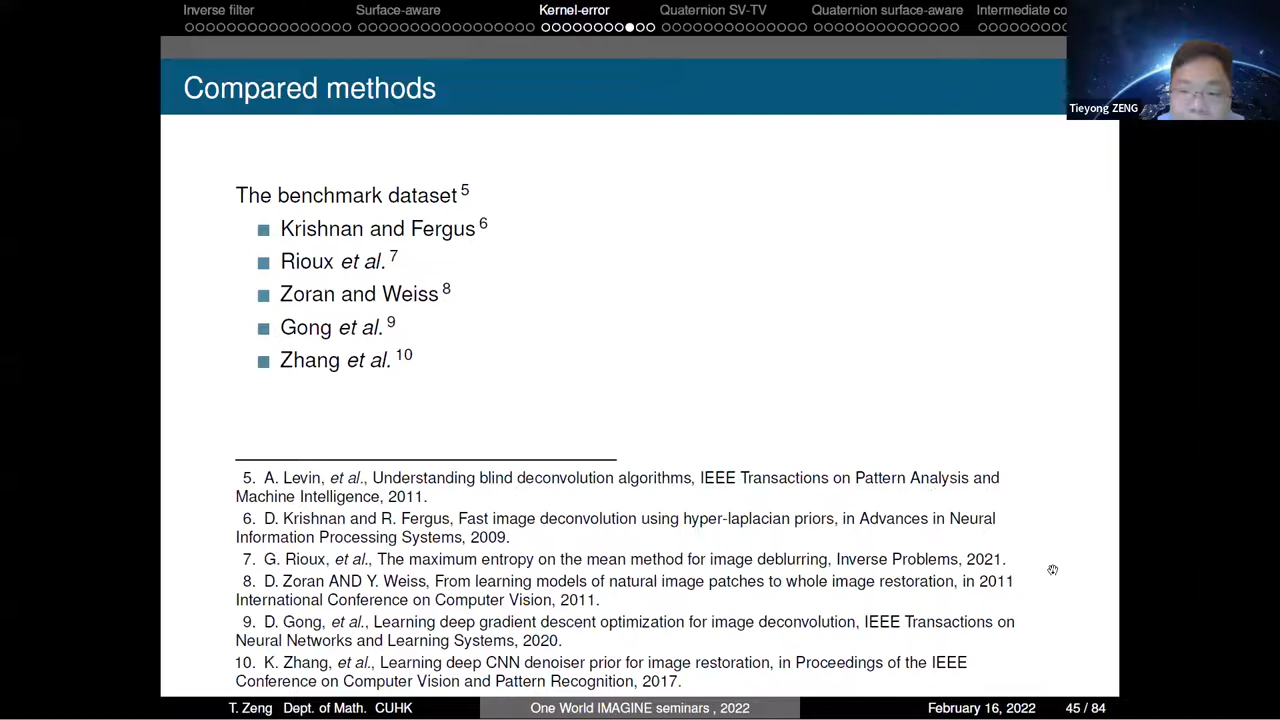 Inverse filter Surface-aware Kernel-error Quaternion SV-TV Quaternion surface-aware Intermediate co
Tieyong ZENG
Compared methods
The benchmark dataset 5
Krishnan and Fergus 6
Rioux et al. 7
Zoran and Weiss 8
Gong et al. 9
Zhang et al. 10
5. A. Levin, et al., Understanding blind deconvolution algorithms, IEEE Transactions on Pattern Analysis and
Machine Intelligence, 2011.
6. D. Krishnan and R. Fergus, Fast image deconvolution using hyper-laplacian priors, in Advances in Neural
Information Processing Systems, 2009.
7. G. Rioux, et al., The maximum entropy on the mean method for image deblurring, Inverse Problems, 2021.
8. D. Zoran AND Y. Weiss, From learning models of natural image patches to whole image restoration, in 2011
International Conference on Computer Vision, 2011.
9. D. Gong, et al., Learning deep gradient descent optimization for image deconvolution, IEEE Transactions on
Neural Networks and Learning Systems, 2020.
10. K. Zhang, et al., Learning deep CNN denoiser prior for image restoration, in Proceedings of the IEEE
Conference on Computer Vision and Pattern Recognition, 2017.
T. Zeng Dept. of Math. CUHK One World IMAGINE seminars , 2022 February 16, 2022 45 / 84